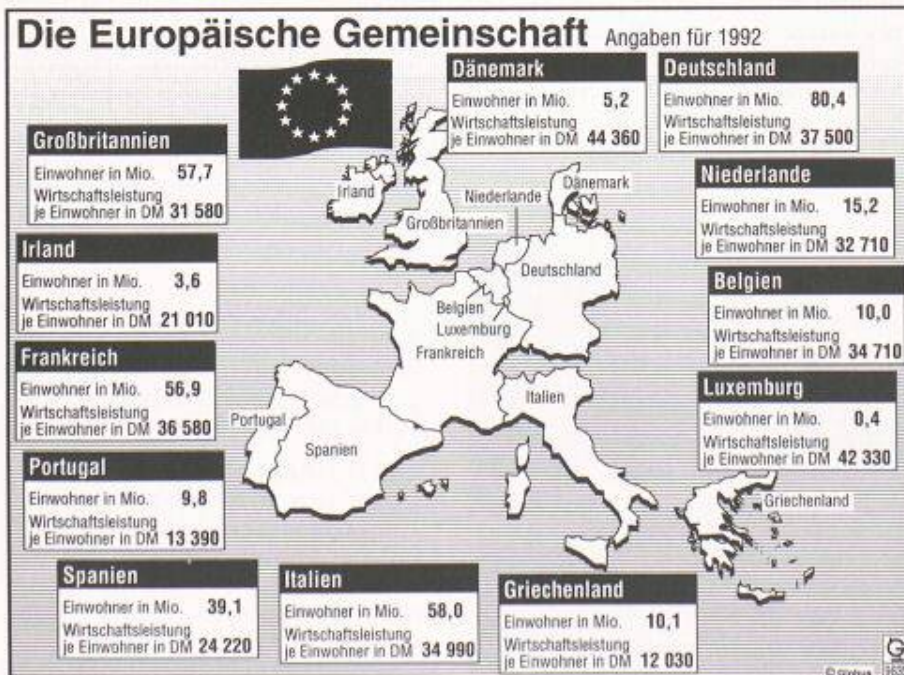 Die Europäische Gemeinschaft Angaben für 1992
Dänemark
Einwohner in Mio. 5,2
Wirtschaftsleistung
je Einwohner in DM 44 360
Deutschland
Einwohner in Mio. 80,4
Wirtschaftsleistung
je Einwohner in DM 37 500
Großbritannien
Einwohner in Mio. 57,7
Wirtschaftsleistung
je Einwohner in DM 31 580
Niederlande
Einwohner in Mio. 15,2
Wirtschaftsleistung
je Einwohner in DM 32 710
Irland
Einwohner in Mio. 3,6
Wirtschaftsleistung
je Einwohner in DM 21 010
Belgien
Einwohner in Mio. 10,0
Wirtschaftsleistung
je Einwohner in DM 34 710
Frankreich
Einwohner in Mio. 56,9
Wirtschaftsleistung
je Einwohner in DM 36 580
Luxemburg
Einwohner in Mio. 0,4
Wirtschaftsleistung
je Einwohner in DM 42 330
Portugal
Einwohner in Mio. 9,8
Wirtschaftsleistung
je Einwohner in DM 13 390
Spanien
Einwohner in Mio. 39,1
Wirtschaftsleistung
je Einwohner in DM 24 220
Italien
Einwohner in Mio. 58,0
Wirtschaftsleistung
je Einwohner in DM 34 990
Griechenland
Einwohner in Mio. 10,1
Wirtschaftsleistung
je Einwohner in DM 12 030
Irland
Großbritannien
Niederlande
Dänemark
Deutschland
Belgien
Luxemburg
Frankreich
Italien
Portugal
Spanien
Griechenland